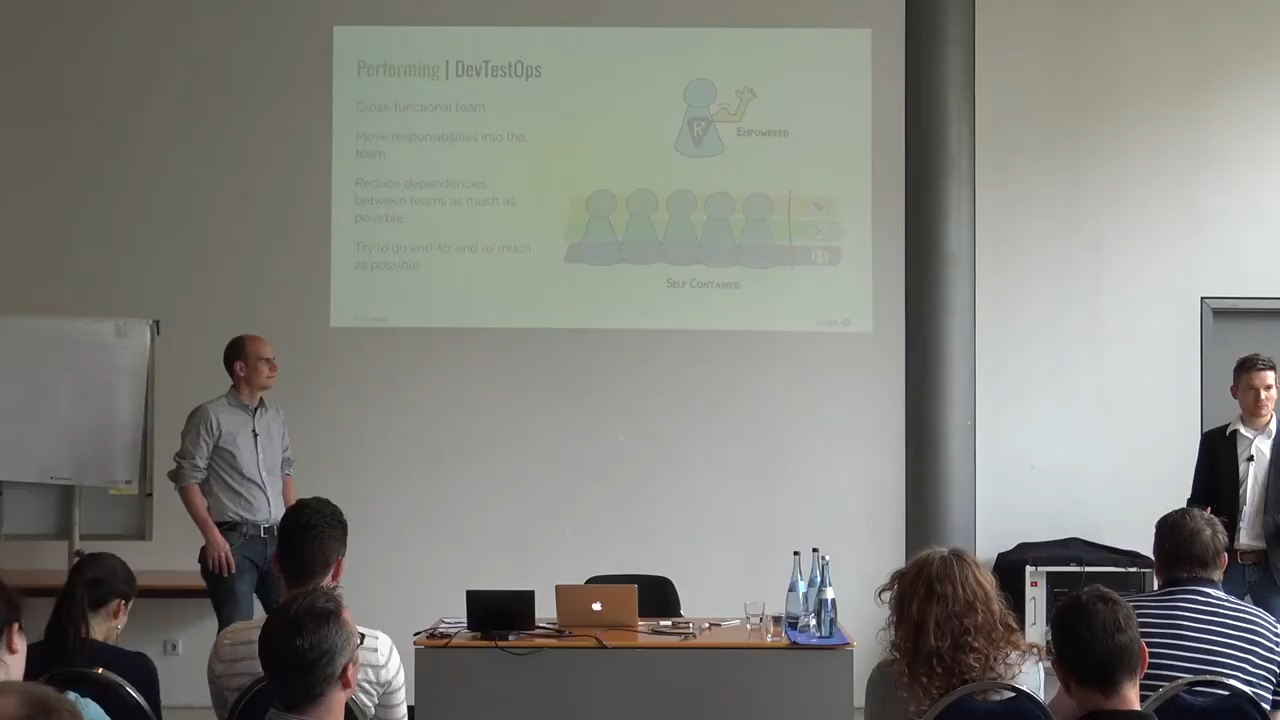 Performing | DevTestOps
Cross-functional team
Move responsibilities into the
team
Reduce dependencies
between teams as much as
possible
Try to go end-to-end as much
as possible
R
EMPOWERED
SELF CONTAINED